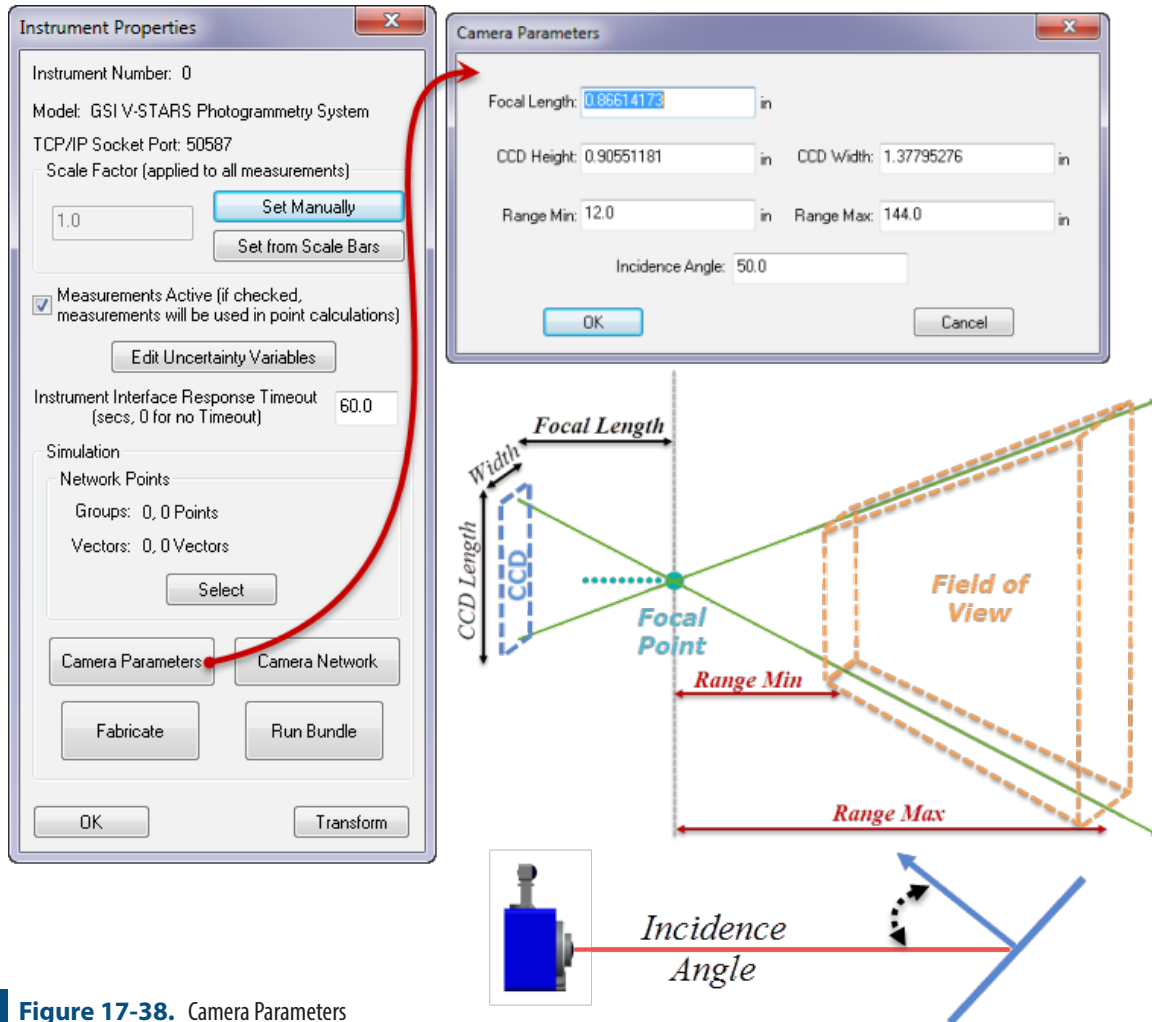 Instrument Properties
Instrument Number: 0
Model: GSI V-STARS Photogrammetry System
TCP/IP Socket Port: 50587
Scale Factor (applied to all measurements)
1.0
Set Manually
Set from Scale Bars
Measurements Active (if checked,
measurements will be used in point calculations)
Edit Uncertainty Variables
Instrument Interface Response Timeout
(secs, 0 for no Timeout)
60.0
Simulation
Network Points
Groups: 0, 0 Points
Vectors: 0, 0 Vectors
Select
Camera Parameters
Camera Network
Fabricate
Run Bundle
OK
Transform
Camera Parameters
Focal Length: 0.86614173 in
CCD Height: 0.90551181 in CCD Width: 1.37795276 in
Range Min: 12.0 in Range Max: 144.0 in
Incidence Angle: 50.0
OK
Cancel
Focal Length
Width
CCD Length
CCD
Focal
Point
Field of
View
Range Min
Range Max
Incidence
Angle
Figure 17-38. Camera Parameters